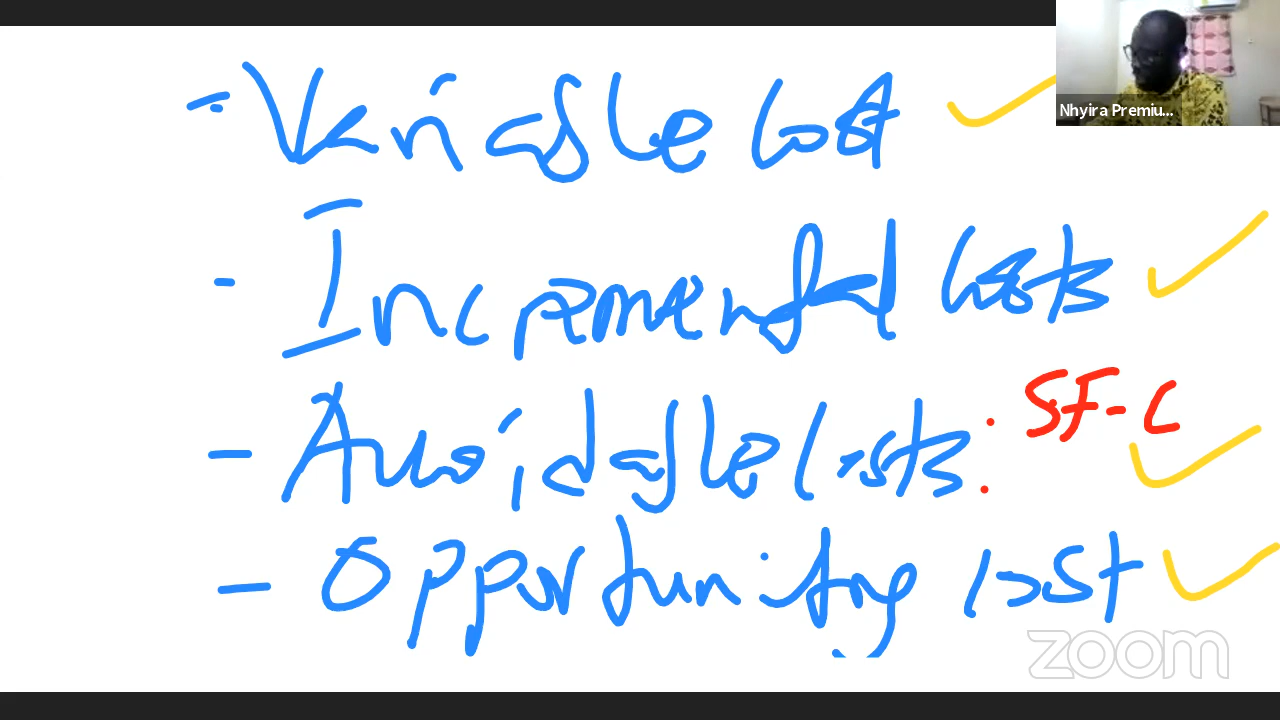 - Variable Cost
Nhyira Premiu...
- Incremental Costs
- Avoidable Costs : SF-C
- Opportunity Cost
zoom